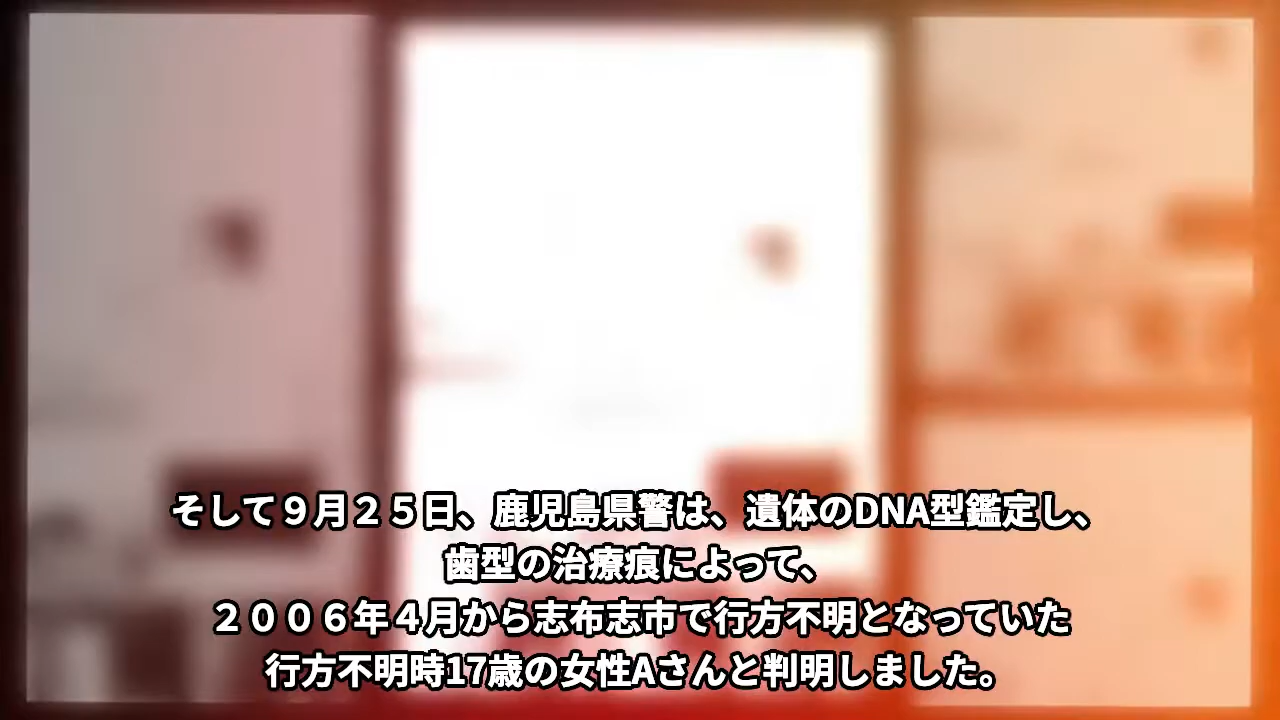 そして９月２５日、鹿児島県警は、遺体のDNA型鑑定し、
歯型の治療痕によって、
２００６年４月から志布志市で行方不明となっていた
行方不明時17歳の女性Aさんと判明しました。